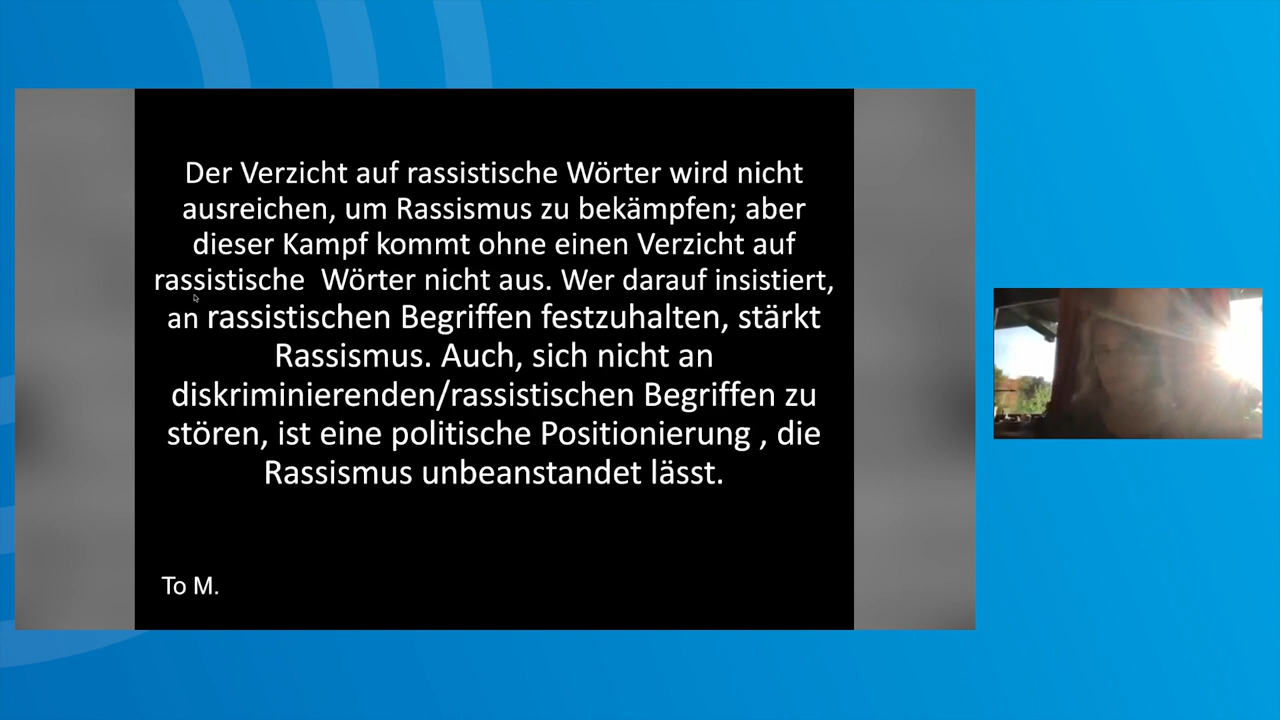 Der Verzicht auf rassistische Wörter wird nicht
ausreichen, um Rassismus zu bekämpfen; aber
dieser Kampf kommt ohne einen Verzicht auf
rassistische  Wörter nicht aus. Wer darauf insistiert,
an rassistischen Begriffen festzuhalten, stärkt
Rassismus. Auch, sich nicht an
diskriminierenden/rassistischen Begriffen zu
stören, ist eine politische Positionierung , die
Rassismus unbeanstandet lässt.
To M.